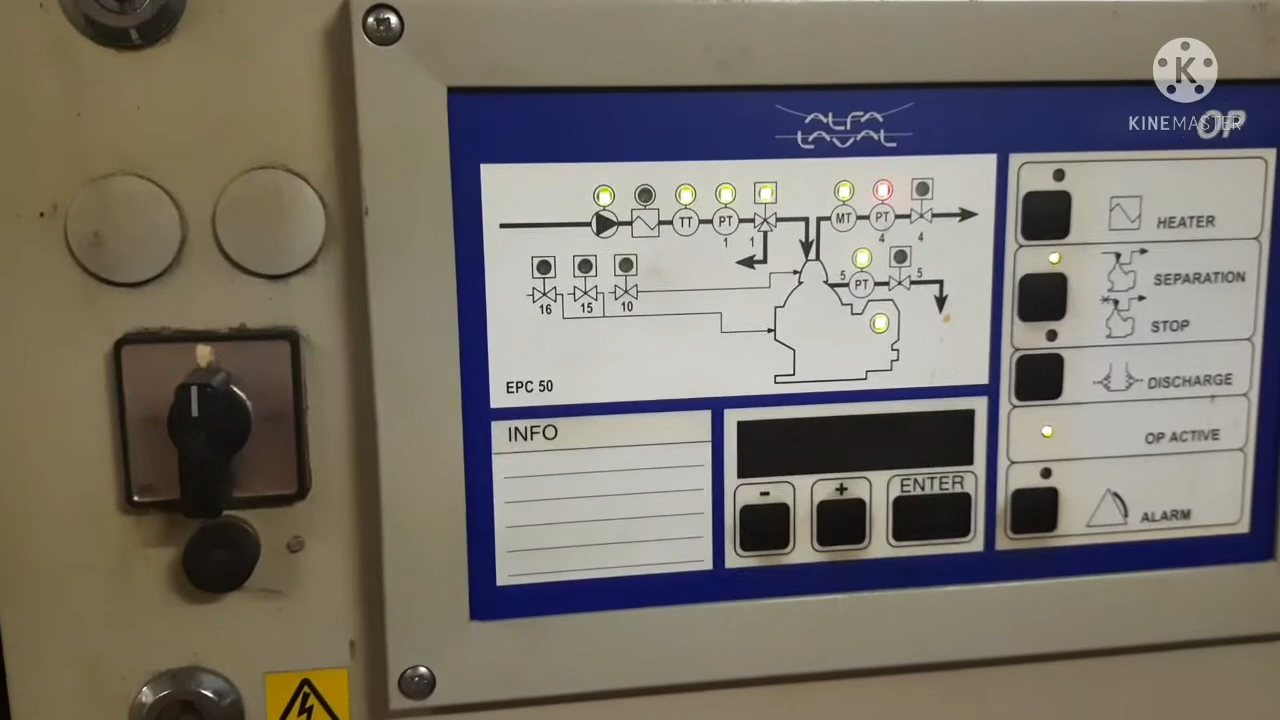 ALFA
LAVAL
KINEMASTER
K
OP
TT
PT
1
1
MT
PT
4
4
5
PT
5
16
15
10
EPC 50
INFO
-
+
ENTER
HEATER
SEPARATION
STOP
DISCHARGE
OP ACTIVE
ALARM